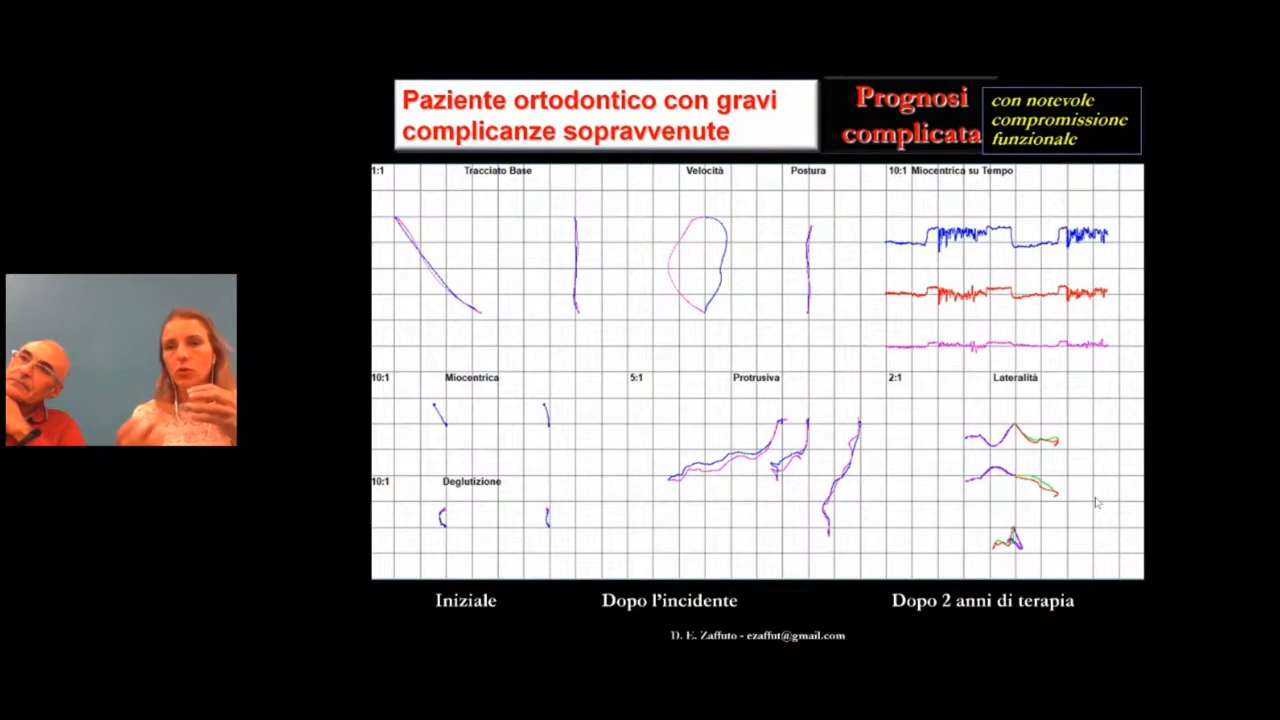 Paziente ortodontico con gravi
complicanze sopravvenute
Prognosi
complicata
con notevole
compromissione
funzionale
1:1 Tracciato Base Velocità Postura 10:1 Miocentrica su Tempo
10:1 Miocentrica 5:1 Protrusiva 2:1 Lateralità
10:1 Deglutizione
Iniziale Dopo l'incidente Dopo 2 anni di terapia
D. E. Zaffuto - ezaffut@gmail.com